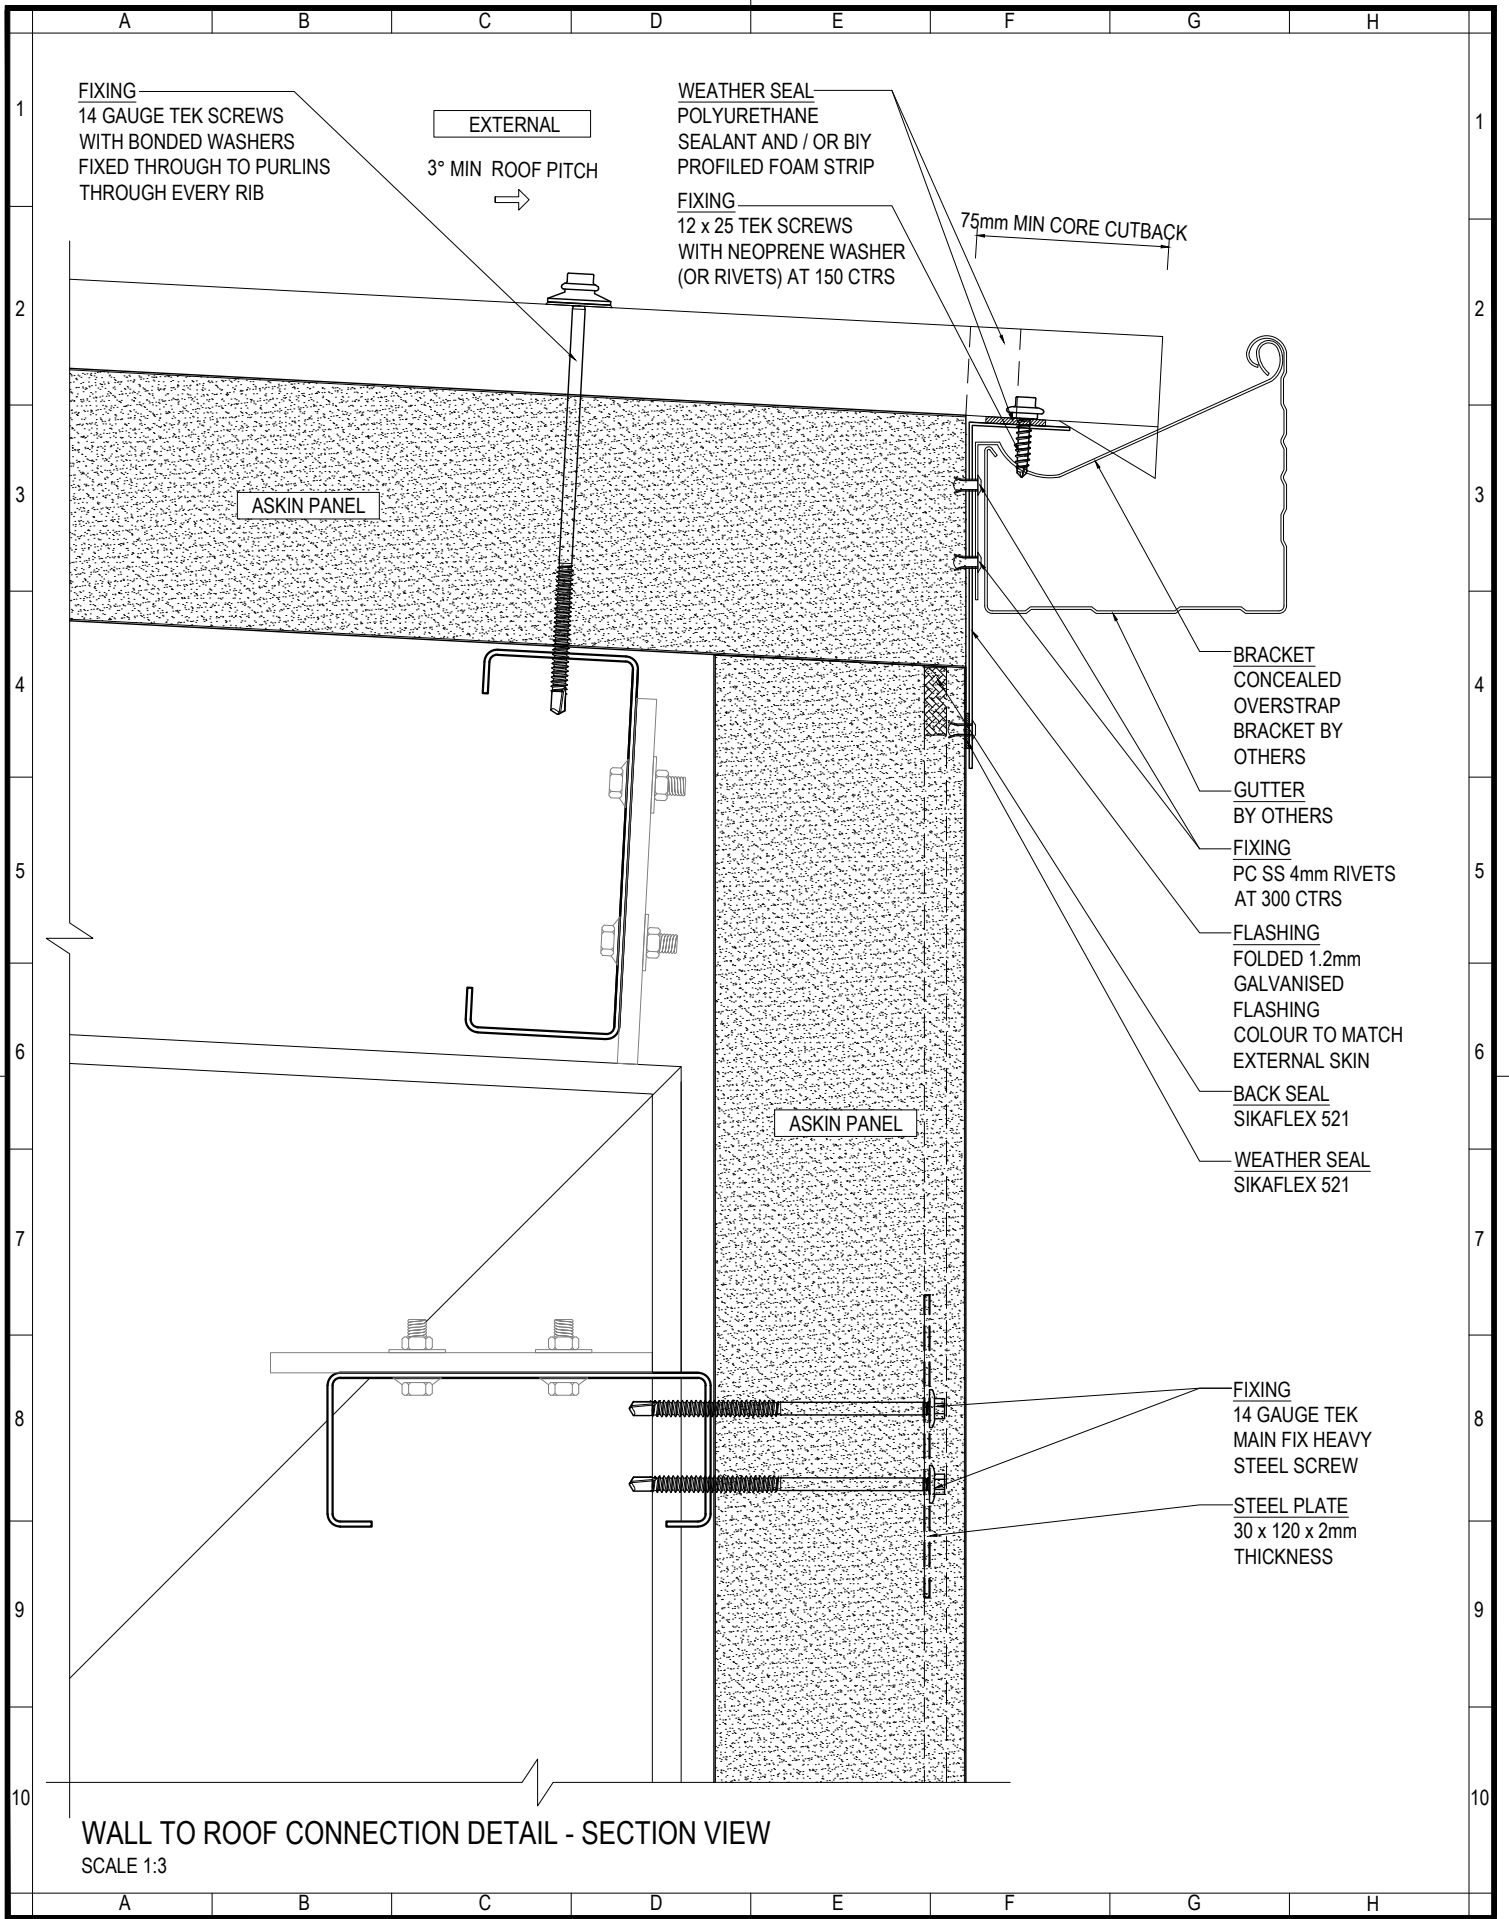 A B C D E F G H
FIXING
14 GAUGE TEK SCREWS
WITH BONDED WASHERS
FIXED THROUGH TO PURLINS
THROUGH EVERY RIB
EXTERNAL
3° MIN ROOF PITCH
WEATHER SEAL
POLYURETHANE
SEALANT AND / OR BIY
PROFILED FOAM STRIP
FIXING
12 x 25 TEK SCREWS
WITH NEOPRENE WASHER
(OR RIVETS) AT 150 CTRS
75mm MIN CORE CUTBACK
1
2
3
4
5
6
7
8
9
10
ASKIN PANEL
ASKIN PANEL
BRACKET
CONCEALED
OVERSTRAP
BRACKET BY
OTHERS
GUTTER
BY OTHERS
FIXING
PC SS 4mm RIVETS
AT 300 CTRS
FLASHING
FOLDED 1.2mm
GALVANISED
FLASHING
COLOUR TO MATCH
EXTERNAL SKIN
BACK SEAL
SIKAFLEX 521
WEATHER SEAL
SIKAFLEX 521
FIXING
14 GAUGE TEK
MAIN FIX HEAVY
STEEL SCREW
STEEL PLATE
30 x 120 x 2mm
THICKNESS
1
2
3
4
5
6
7
8
9
10
WALL TO ROOF CONNECTION DETAIL - SECTION VIEW
SCALE 1:3
A B C D E F G H